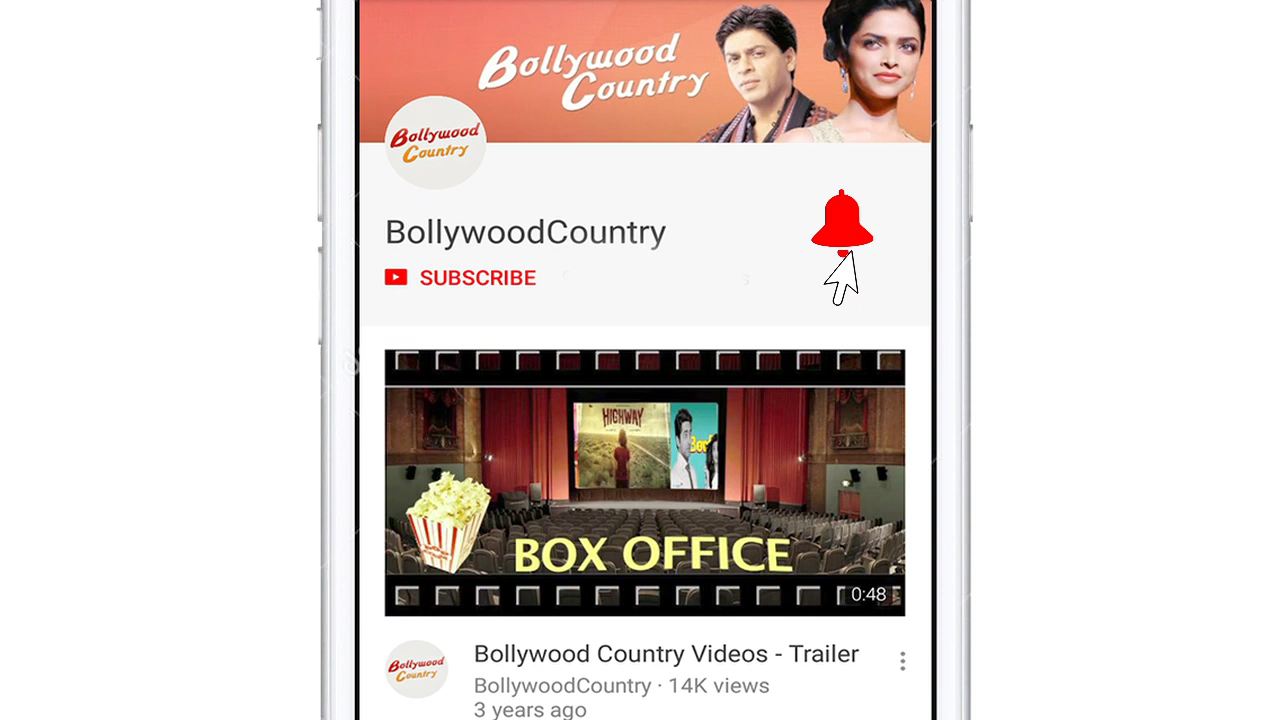 Bollywood
Country
Bollywood
Country
BollywoodCountry
SUBSCRIBE
HIGHWAY
BOX OFFICE
0:48
Bollywood Country Videos - Trailer
Bollywood
Country
BollywoodCountry · 14K views
3 years ago